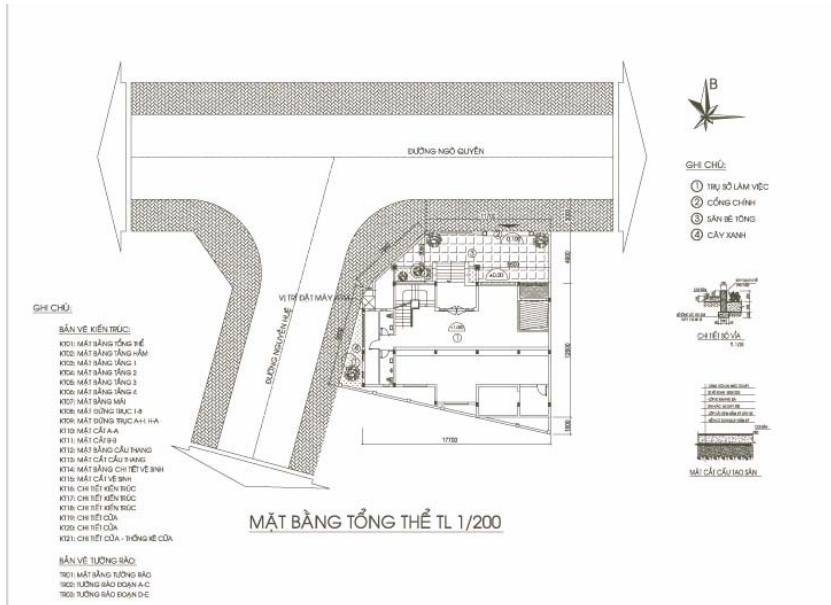 ĐƯỜNG NGÔ QUYỀN
B
GHI CHÚ:
1 TRỤ SỞ LÀM VIỆC
2 CỔNG CHÍNH
3 SÂN BÊ TÔNG
4 CÂY XANH
VỊ TRÍ ĐẶT MÁY ATM
±0.00
1
ĐƯỜNG NGUYỄN HUỆ
17700
CHI TIẾT BÓ VỈA
MẶT CẮT CẤU TẠO SÂN
GHI CHÚ:
BẢN VẼ KIẾN TRÚC:
KT01: MẶT BẰNG TỔNG THỂ
KT02: MẶT BẰNG TẦNG HẦM
KT03: MẶT BẰNG TẦNG 1
KT04: MẶT BẰNG TẦNG 2
KT05: MẶT BẰNG TẦNG 3
KT06: MẶT BẰNG TẦNG 4
KT07: MẶT BẰNG MÁI
KT08: MẶT ĐỨNG TRỤC 1-8
KT09: MẶT ĐỨNG TRỤC A-H, H-A
KT10: MẶT CẮT A-A
KT11: MẶT CẮT B-B
KT12: MẶT BẰNG CẦU THANG
KT13: MẶT CẮT CẦU THANG
KT14: MẶT BẰNG CHI TIẾT VỆ SINH
KT15: MẶT CẮT VỆ SINH
KT16: CHI TIẾT KIẾN TRÚC
KT17: CHI TIẾT KIẾN TRÚC
KT18: CHI TIẾT KIẾN TRÚC
KT19: CHI TIẾT CỬA
KT20: CHI TIẾT CỬA
KT21: CHI TIẾT CỬA - THỐNG KÊ CỬA
BẢN VẼ TƯỜNG RÀO:
TR01: MẶT BẰNG TƯỜNG RÀO
TR02: TƯỜNG RÀO ĐOẠN A-C
TR03: TƯỜNG RÀO ĐOẠN D-E
MẶT BẰNG TỔNG THỂ TL 1/200